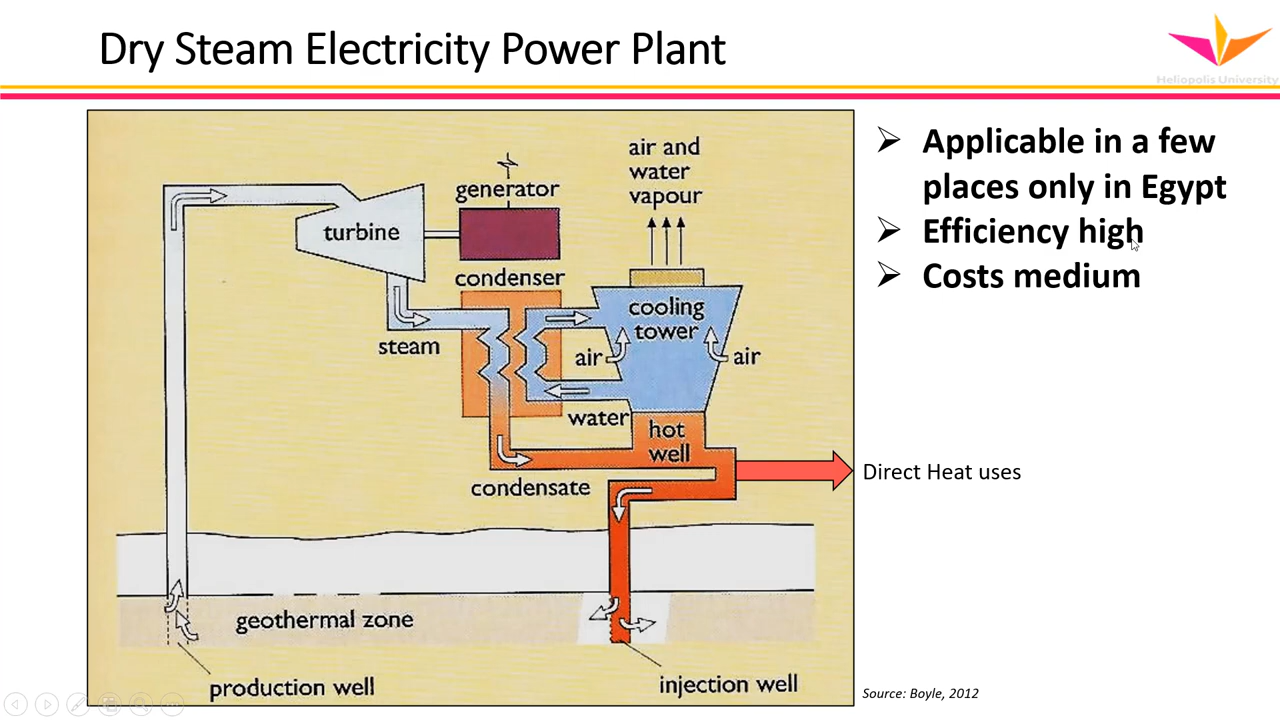 Dry Steam Electricity Power Plant
Heliopolis University
air and
water
vapour
generator
turbine
condenser
cooling
tower
steam
air
air
water
hot
well
condensate
geothermal zone
production well
injection well
➢ Applicable in a few
places only in Egypt
➢ Efficiency high
➢ Costs medium
Direct Heat uses
Source: Boyle, 2012